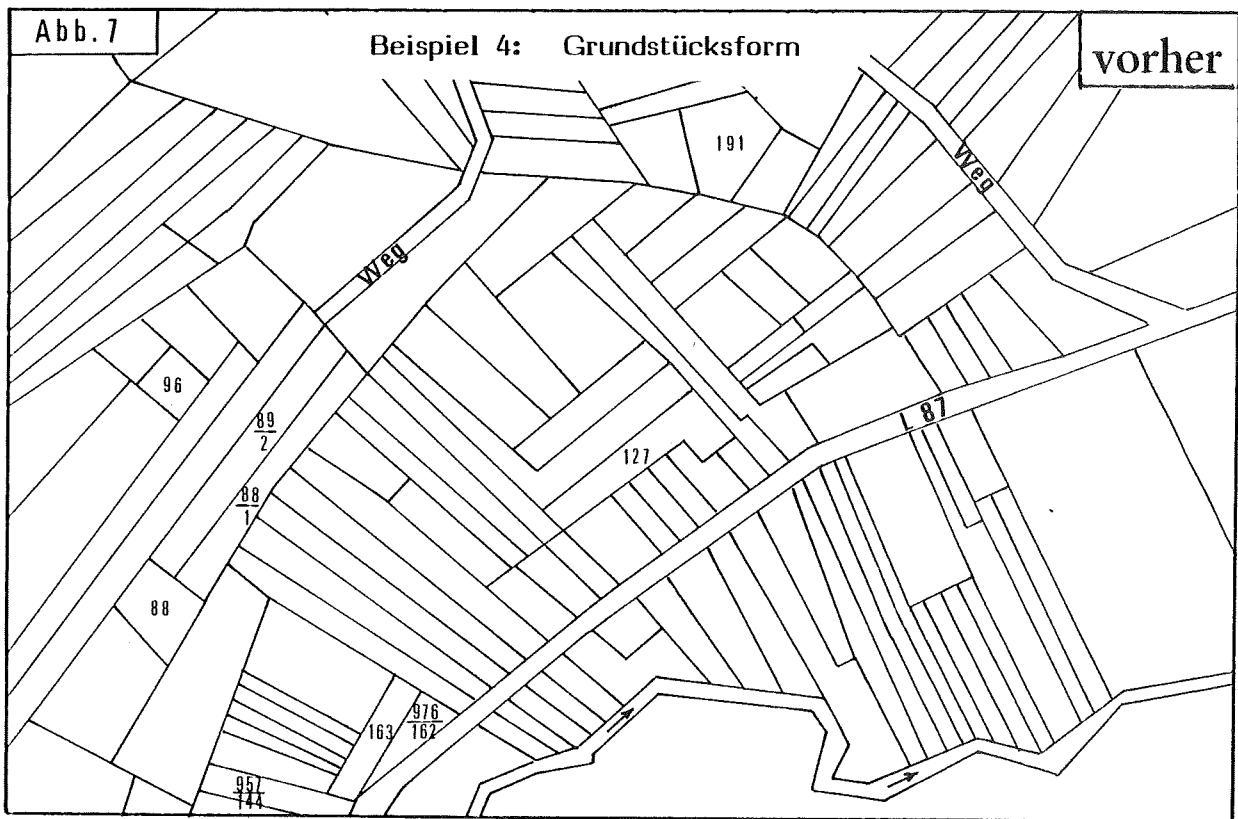 Abb. 7
Beispiel 4: Grundstücksform
vorher
191
Weg
Weg
96
89
2
L 87
127
88
1
88
163
976
162
957
144